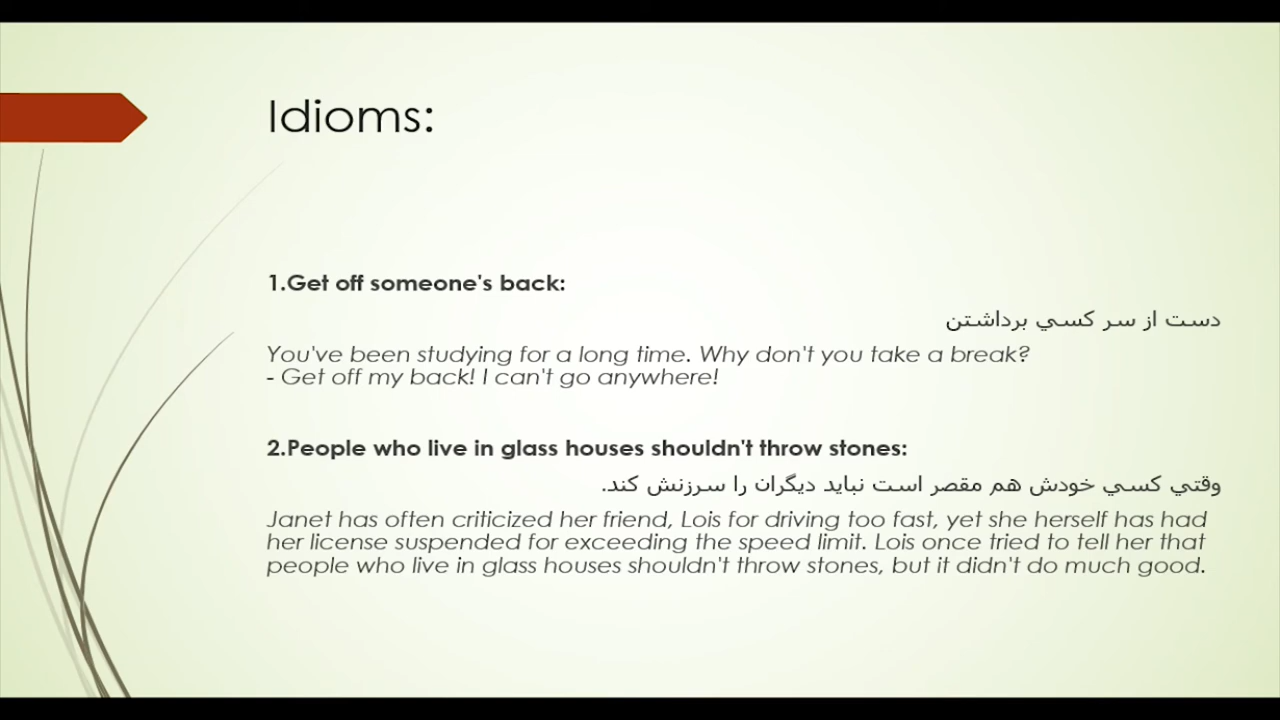 Idioms:
1.Get off someone's back:
دست از سر كسي برداشتن
You've been studying for a long time. Why don't you take a break?
- Get off my back! I can't go anywhere!
2.People who live in glass houses shouldn't throw stones:
وقتي كسي خودش هم مقصر است نبايد ديگران را سرزنش كند.
Janet has often criticized her friend, Lois for driving too fast, yet she herself has had
her license suspended for exceeding the speed limit. Lois once tried to tell her that
people who live in glass houses shouldn't throw stones, but it didn't do much good.